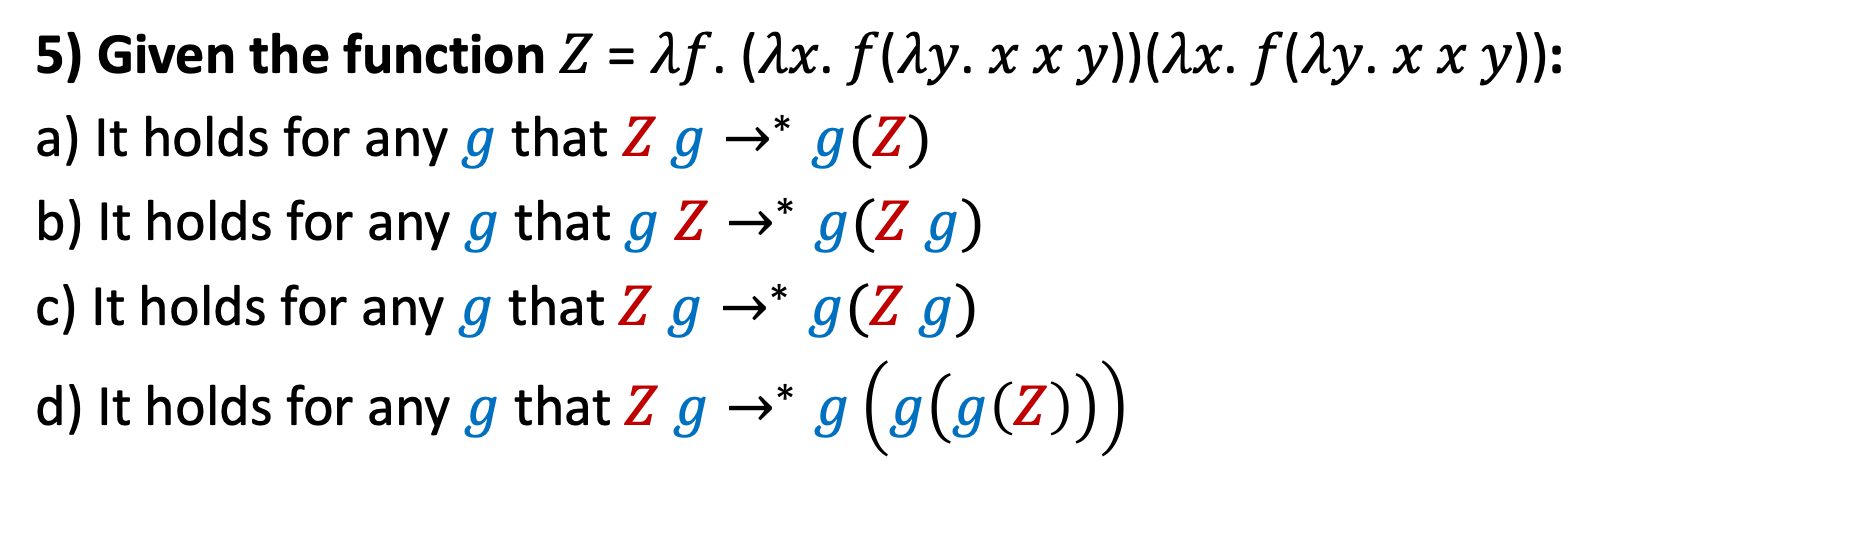 5) Given the function Z = λf. (λx. f(λy. x x y))(λx. f(λy. x x y)):
a) It holds for any g that Z g →* g(Z)
b) It holds for any g that g Z →* g(Z g)
c) It holds for any g that Z g →* g(Z g)
d) It holds for any g that Z g →* g(g(g(Z)))